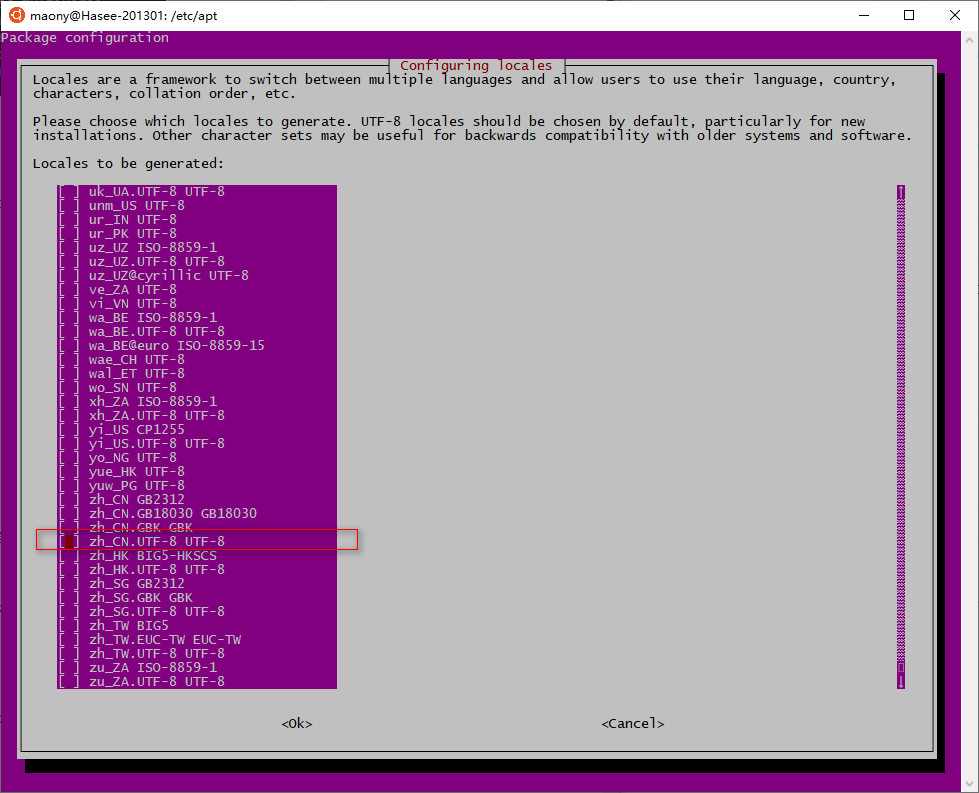 maony@Hasee-201301: /etc/apt
Package configuration
Configuring locales
Locales are a framework to switch between multiple languages and allow users to use their language, country,
characters, collation order, etc.
Please choose which locales to generate. UTF-8 locales should be chosen by default, particularly for new
installations. Other character sets may be useful for backwards compatibility with older systems and software.
Locales to be generated:
[ ] uk_UA.UTF-8 UTF-8
[ ] unm_US UTF-8
[ ] ur_IN UTF-8
[ ] ur_PK UTF-8
[ ] uz_UZ ISO-8859-1
[ ] uz_UZ.UTF-8 UTF-8
[ ] uz_UZ@cyrillic UTF-8
[ ] ve_ZA UTF-8
[ ] vi_VN UTF-8
[ ] wa_BE ISO-8859-1
[ ] wa_BE.UTF-8 UTF-8
[ ] wa_BE@euro ISO-8859-15
[ ] wae_CH UTF-8
[ ] wal_ET UTF-8
[ ] wo_SN UTF-8
[ ] xh_ZA ISO-8859-1
[ ] xh_ZA.UTF-8 UTF-8
[ ] yi_US CP1255
[ ] yi_US.UTF-8 UTF-8
[ ] yo_NG UTF-8
[ ] yue_HK UTF-8
[ ] yuw_PG UTF-8
[ ] zh_CN GB2312
[ ] zh_CN.GB18030 GB18030
[ ] zh_CN.GBK GBK
[ ] zh_CN.UTF-8 UTF-8
[ ] zh_HK BIG5-HKSCS
[ ] zh_HK.UTF-8 UTF-8
[ ] zh_SG GB2312
[ ] zh_SG.GBK GBK
[ ] zh_SG.UTF-8 UTF-8
[ ] zh_TW BIG5
[ ] zh_TW.EUC-TW EUC-TW
[ ] zh_TW.UTF-8 UTF-8
[ ] zu_ZA ISO-8859-1
[ ] zu_ZA.UTF-8 UTF-8
<Ok> <Cancel>